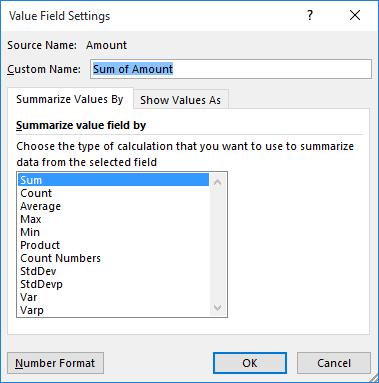 Value Field Settings ? ×
Source Name: Amount
Custom Name: Sum of Amount
Summarize Values By Show Values As
Summarize value field by
Choose the type of calculation that you want to use to summarize
data from the selected field
Sum
Count
Average
Max
Min
Product
Count Numbers
StdDev
StdDevp
Var
Varp
Number Format OK Cancel